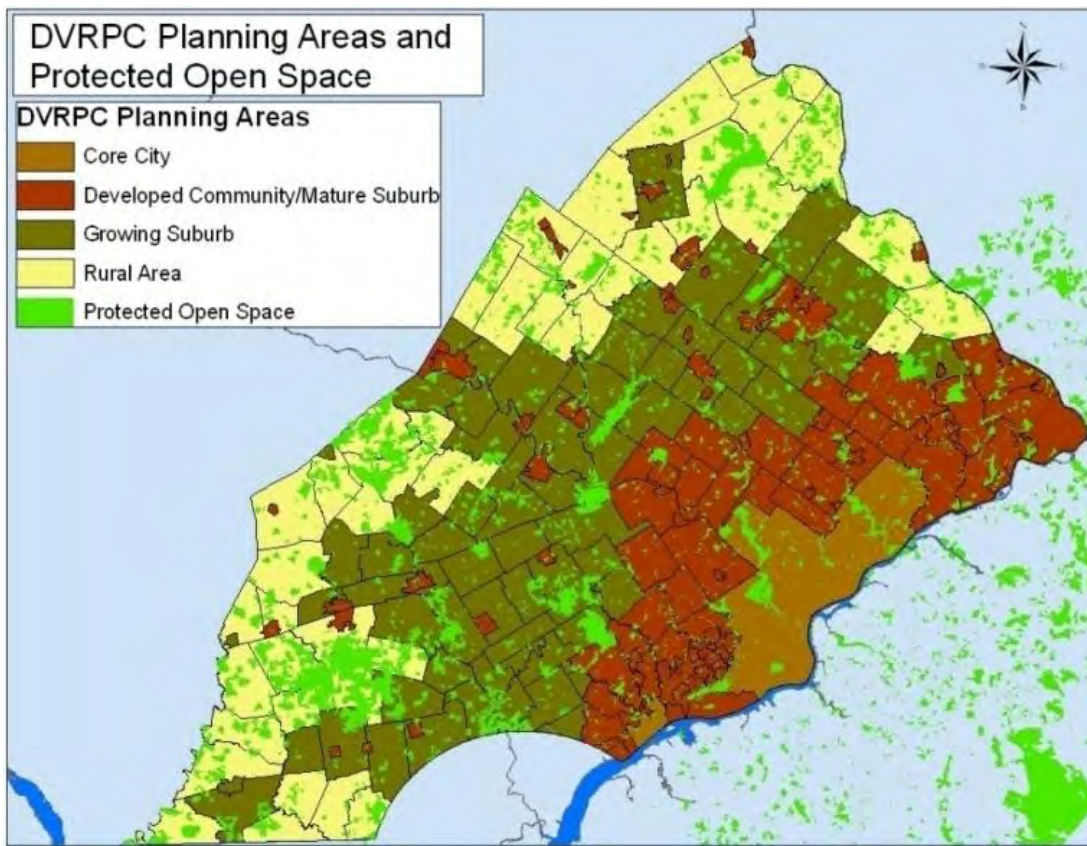 DVRPC Planning Areas and
Protected Open Space
DVRPC Planning Areas
Core City
Developed Community/Mature Suburb
Growing Suburb
Rural Area
Protected Open Space